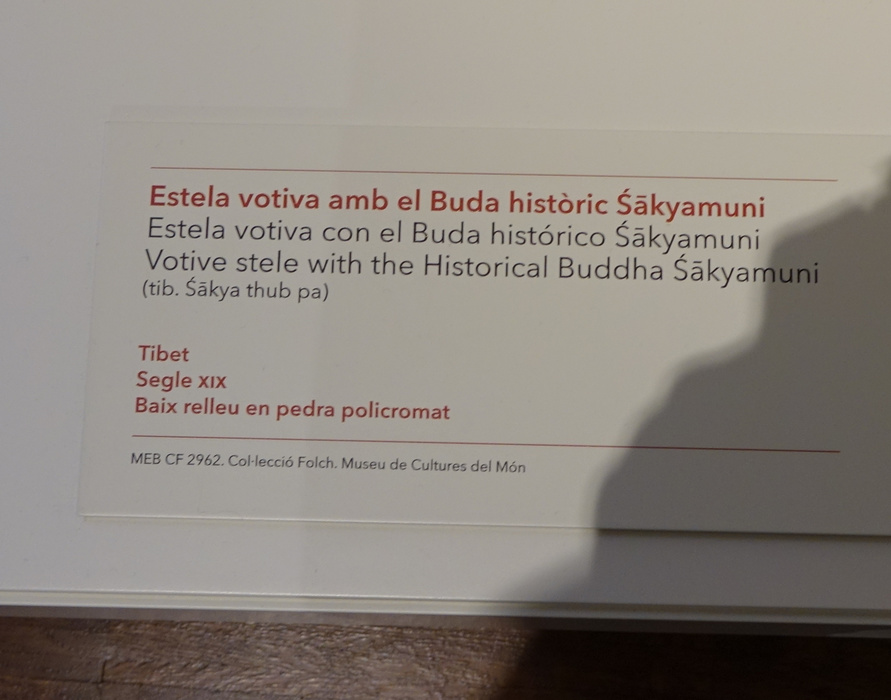 Estela votiva amb el Buda històric Śākyamuni
Estela votiva con el Buda histórico Śākyamuni
Votive stele with the Historical Buddha Śākyamuni
(tib. Śākya thub pa)
Tibet
Segle XIX
Baix relleu en pedra policromat
MEB CF 2962. Col·lecció Folch. Museu de Cultures del Món